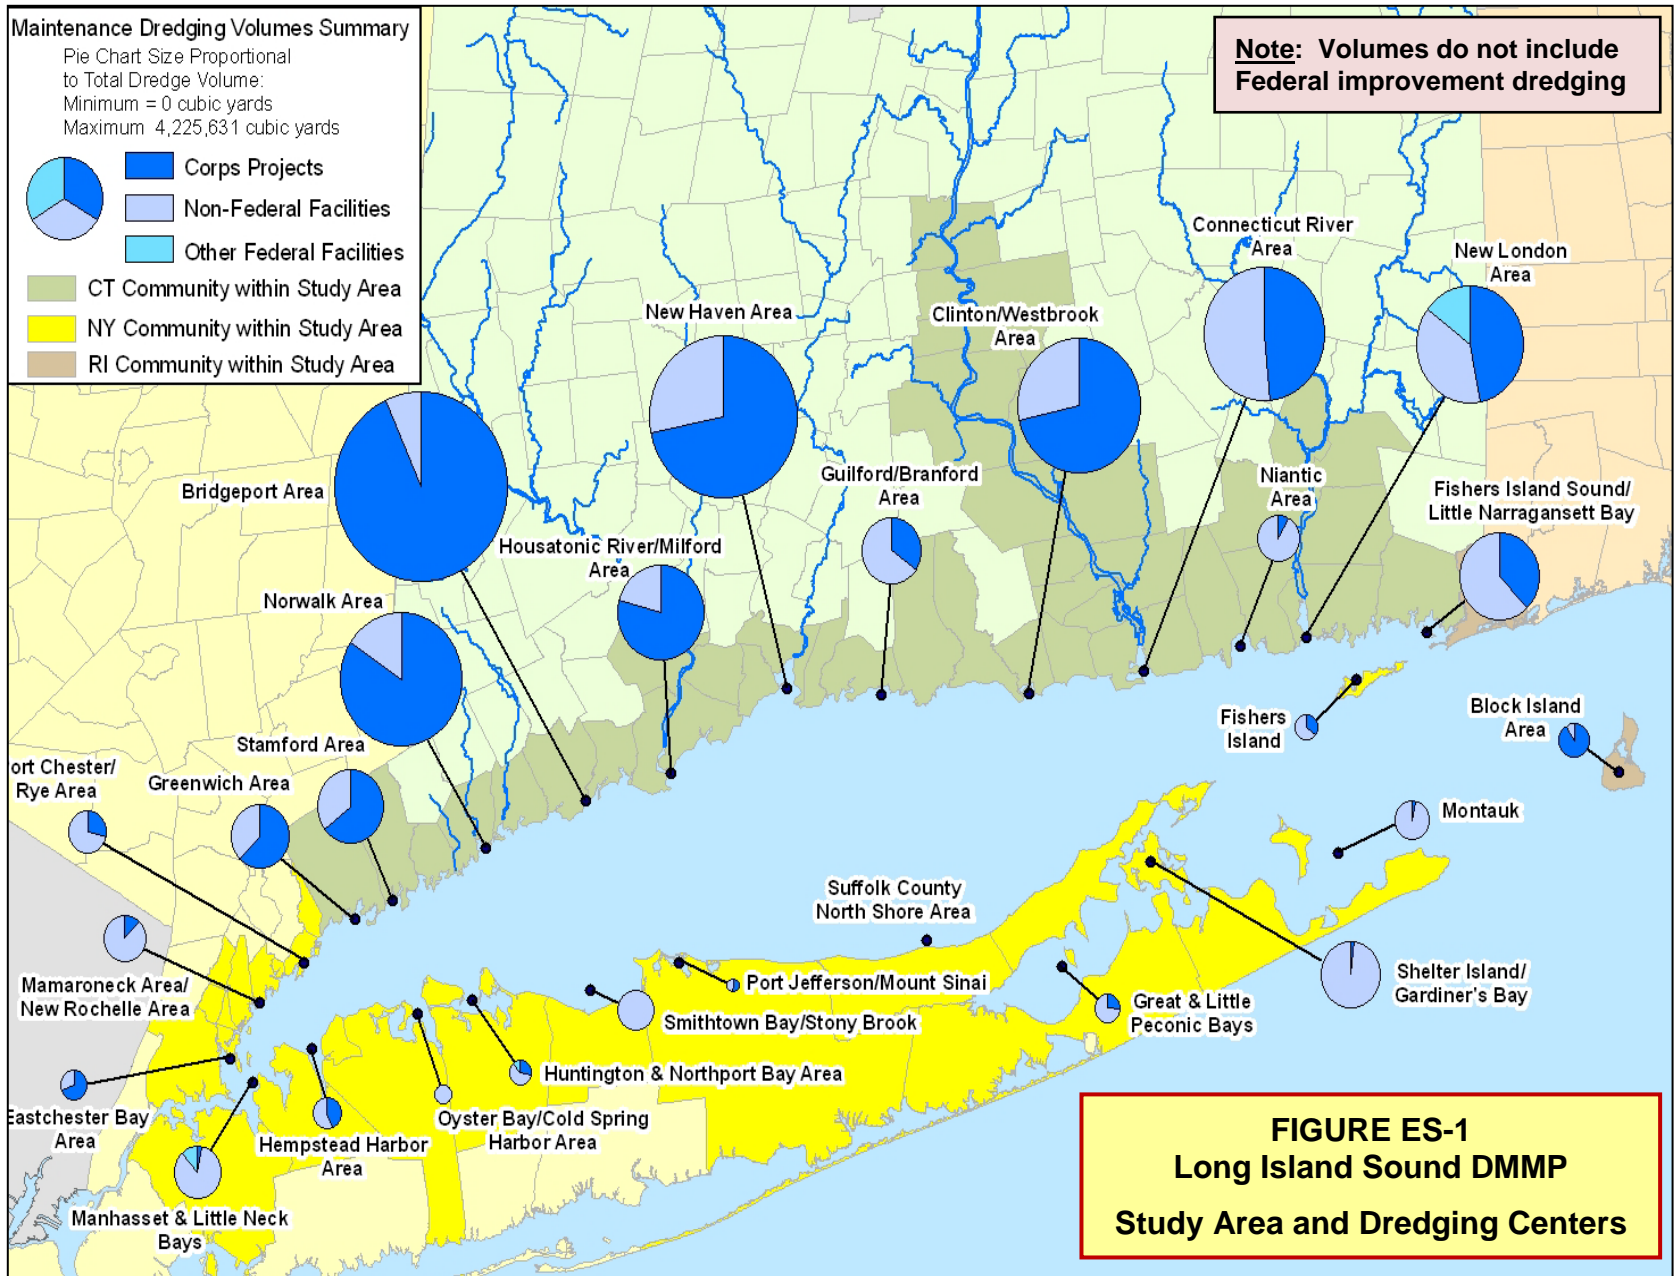 Maintenance Dredging Volumes Summary
Pie Chart Size Proportional
to Total Dredge Volume:
Minimum = 0 cubic yards
Maximum 4,225,631 cubic yards
Corps Projects
Non-Federal Facilities
Other Federal Facilities
CT Community within Study Area
NY Community within Study Area
RI Community within Study Area
Note: Volumes do not include
Federal improvement dredging
Connecticut River
Area
New London
Area
New Haven Area
Clinton/Westbrook
Area
Bridgeport Area
Guilford/Branford
Area
Niantic
Area
Fishers Island Sound/
Little Narragansett Bay
Housatonic River/Milford
Area
Norwalk Area
Stamford Area
Greenwich Area
ort Chester/
Rye Area
Fishers
Island
Block Island
Area
Montauk
Suffolk County
North Shore Area
Mamaroneck Area/
New Rochelle Area
Port Jefferson/Mount Sinai
Smithtown Bay/Stony Brook
Great & Little
Peconic Bays
Shelter Island/
Gardiner's Bay
Huntington & Northport Bay Area
Eastchester Bay
Area
Hempstead Harbor
Area
Oyster Bay/Cold Spring
Harbor Area
Manhasset & Little Neck
Bays
FIGURE ES-1
Long Island Sound DMMP
Study Area and Dredging Centers